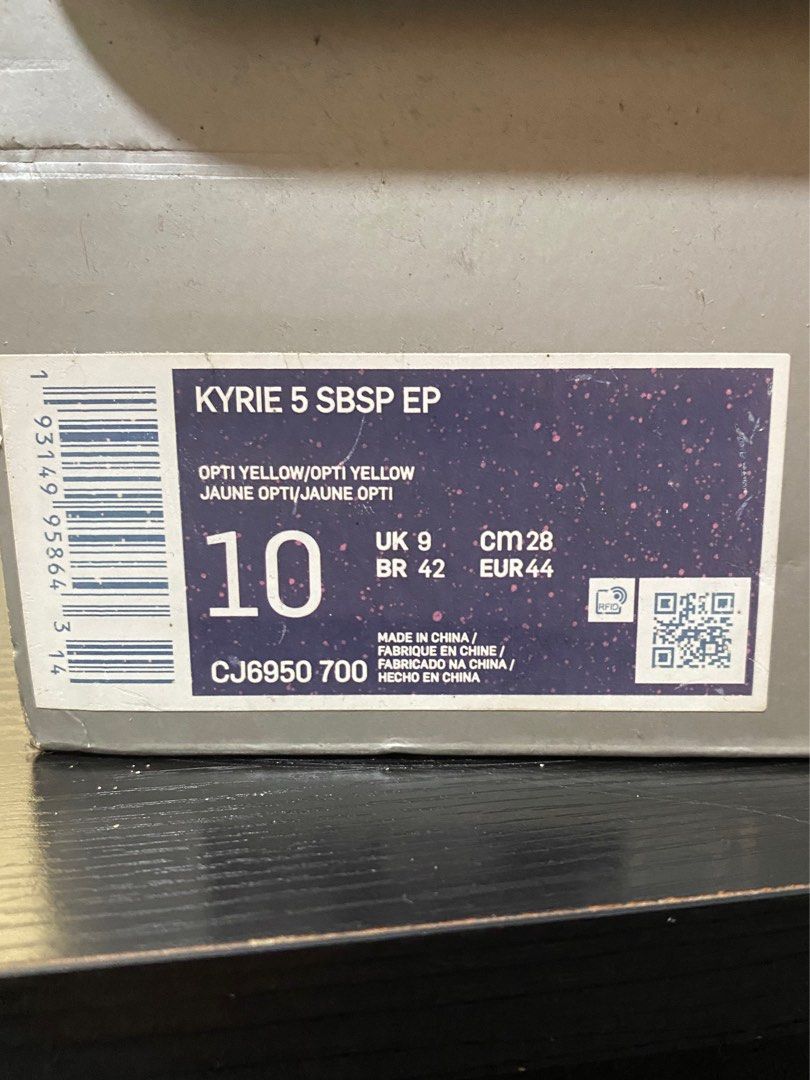 KYRIE 5 SBSP EP
OPTI YELLOW/OPTI YELLOW
JAUNE OPTI/JAUNE OPTI
10
UK 9 cm 28
BR 42 EUR 44
RFID
CJ6950 700
MADE IN CHINA /
FABRIQUE EN CHINE /
FABRICADO NA CHINA /
HECHO EN CHINA
1 93149 95864 3 14